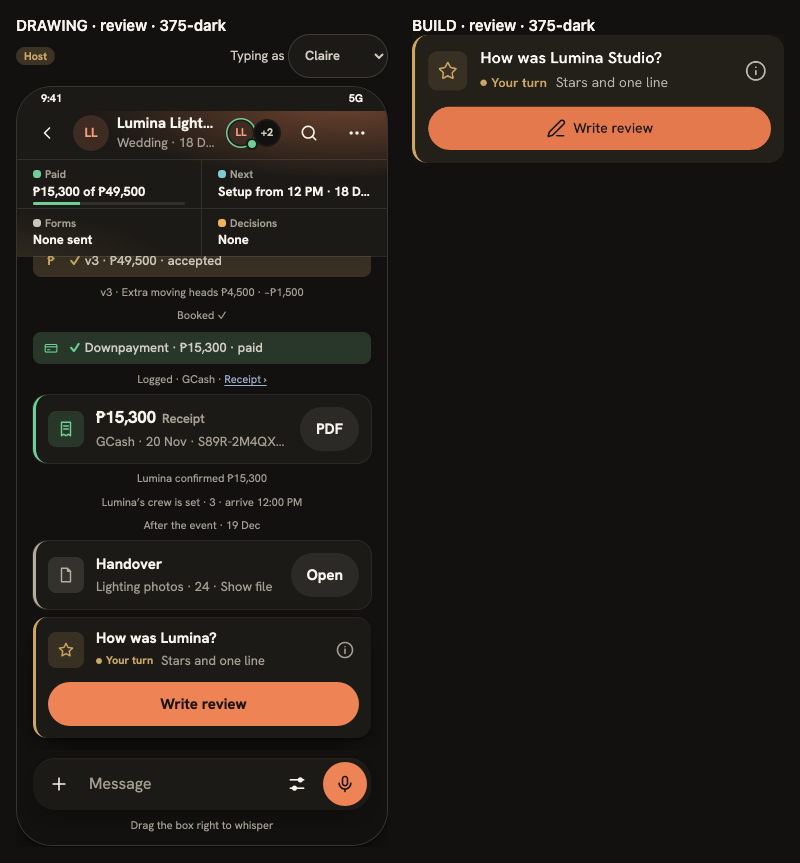 DRAWING · review · 375-dark
Host
Typing as
Claire
9:41
5G
LL
Lumina Light...
Wedding · 18 D...
LL
+2
Paid
₱15,300 of ₱49,500
Next
Setup from 12 PM · 18 D...
Forms
None sent
Decisions
None
₱ ✓ v3 · ₱49,500 · accepted
v3 · Extra moving heads ₱4,500 · −₱1,500
Booked ✓
✓ Downpayment · ₱15,300 · paid
Logged · GCash · Receipt ›
₱15,300 Receipt
GCash · 20 Nov · S89R-2M4QX...
PDF
Lumina confirmed ₱15,300
Lumina’s crew is set · 3 · arrive 12:00 PM
After the event · 19 Dec
Handover
Lighting photos · 24 · Show file
Open
How was Lumina?
Your turn Stars and one line
Write review
Message
Drag the box right to whisper
BUILD · review · 375-dark
How was Lumina Studio?
Your turn Stars and one line
Write review